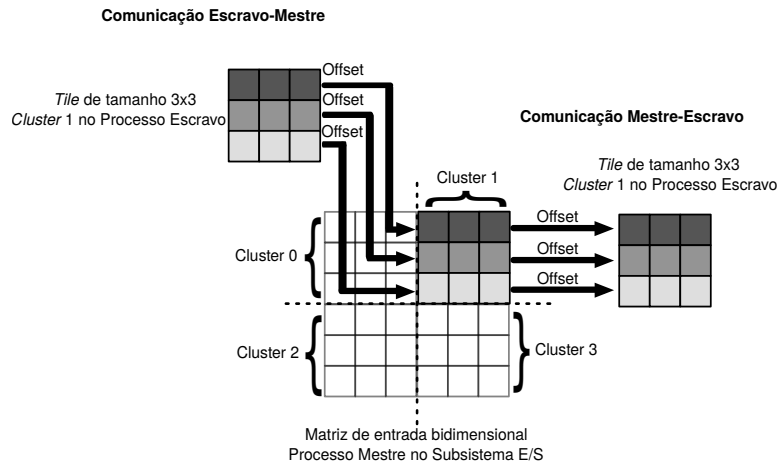 Comunicação Escravo-Mestre
Offset
Tile de tamanho 3x3
Cluster 1 no Processo Escravo
Offset
Offset
Comunicação Mestre-Escravo
Tile de tamanho 3x3
Cluster 1 no Processo Escravo
Cluster 1
Offset
Cluster 0
Offset
Offset
Cluster 2
Cluster 3
Matriz de entrada bidimensional
Processo Mestre no Subsistema E/S